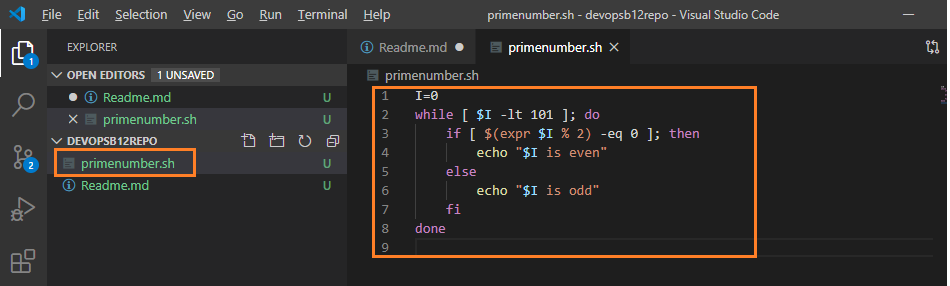 File Edit Selection View Go Run Terminal Help primenumber.sh - devopsb12repo - Visual Studio Code
EXPLORER
OPEN EDITORS 1 UNSAVED
Readme.md U
primenumber.sh U
DEVOPSB12REPO
primenumber.sh U
Readme.md U
1
2
Readme.md
primenumber.sh
primenumber.sh
1 I=0
2 while [ $I -lt 101 ]; do
3 if [ $(expr $I % 2) -eq 0 ]; then
4 echo "$I is even"
5 else
6 echo "$I is odd"
7 fi
8 done
9